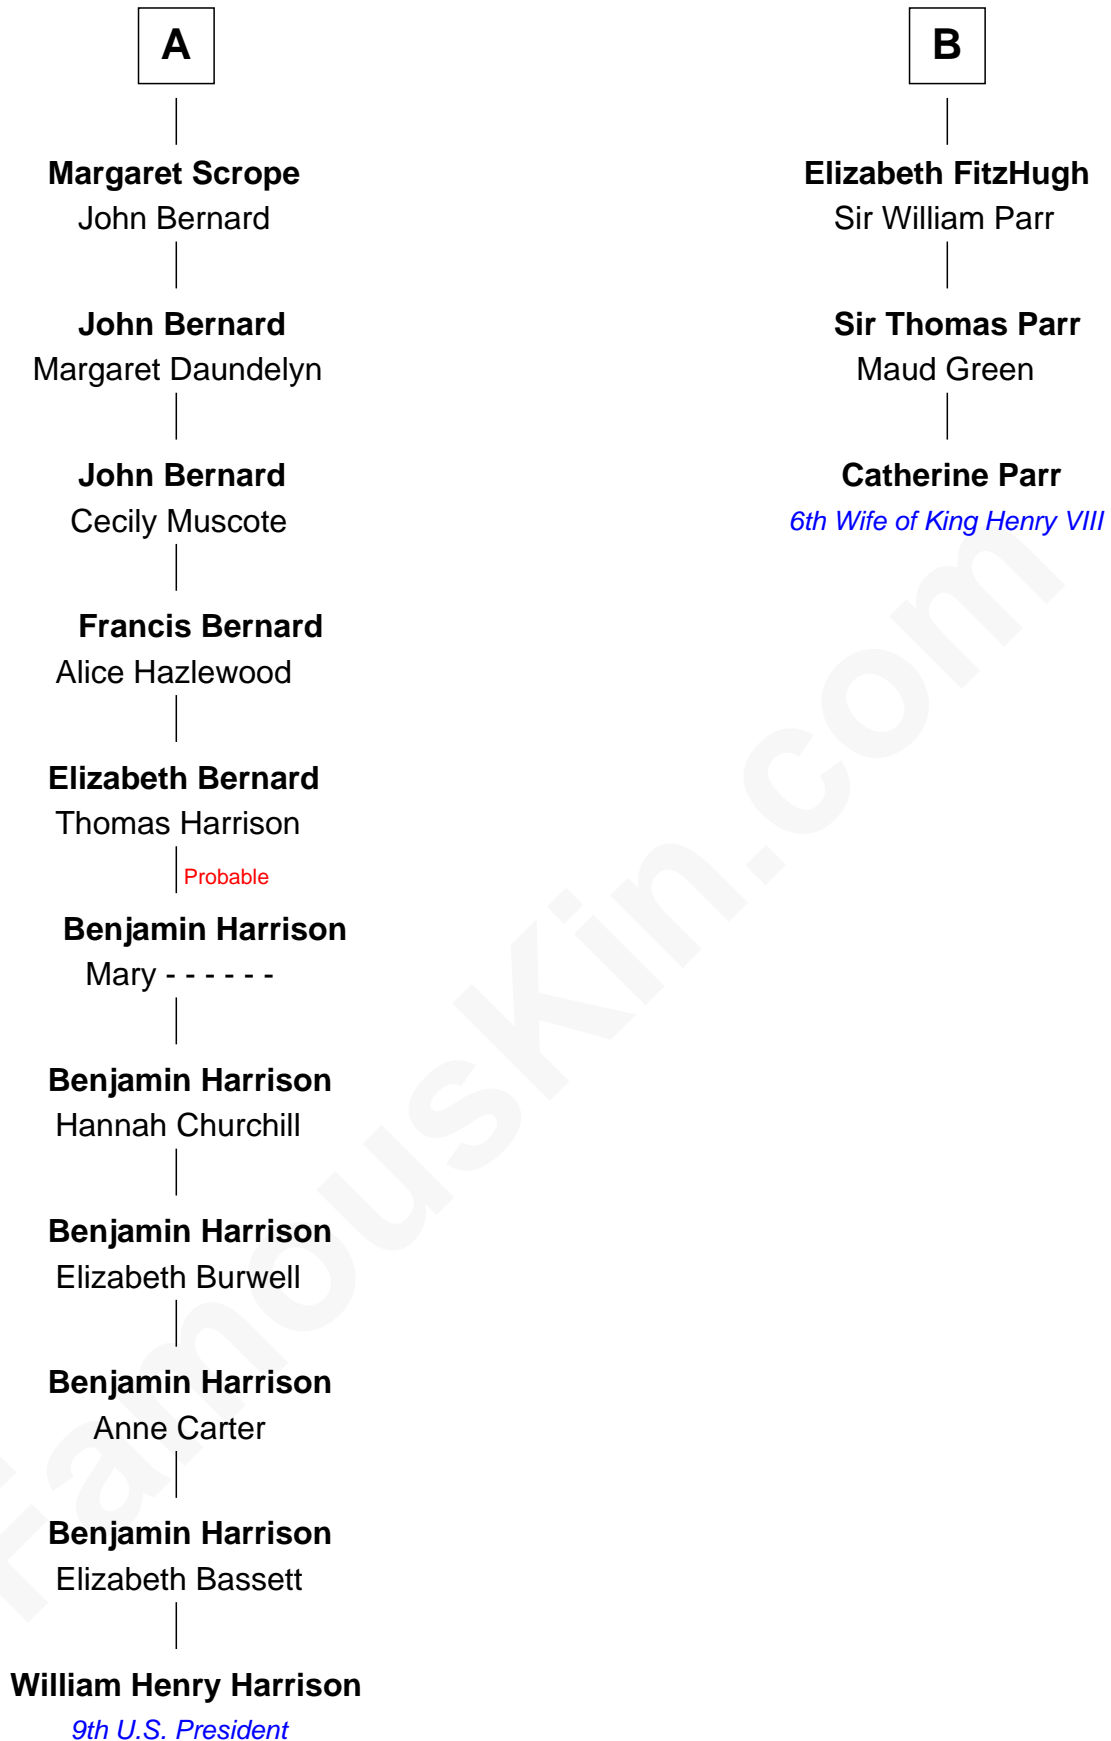 A
Margaret Scrope
John Bernard
John Bernard
Margaret Daundelyn
John Bernard
Cecily Muscote
Francis Bernard
Alice Hazlewood
Elizabeth Bernard
Thomas Harrison
Probable
Benjamin Harrison
Mary - - - - - -
Benjamin Harrison
Hannah Churchill
Benjamin Harrison
Elizabeth Burwell
Benjamin Harrison
Anne Carter
Benjamin Harrison
Elizabeth Bassett
William Henry Harrison
9th U.S. President
B
Elizabeth FitzHugh
Sir William Parr
Sir Thomas Parr
Maud Green
Catherine Parr
6th Wife of King Henry VIII
FamousKin.com